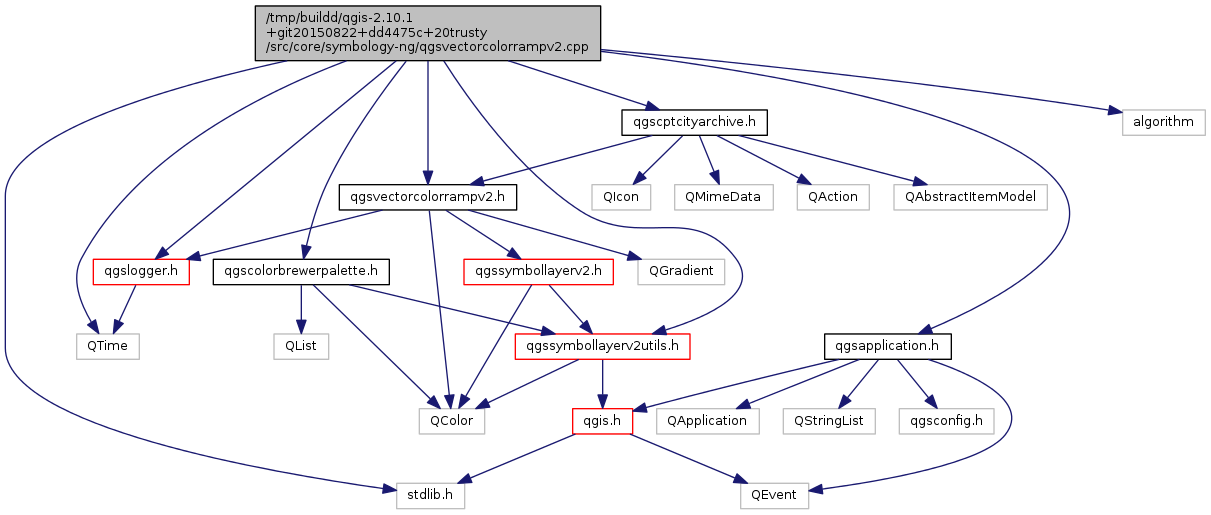 /tmp/buildd/qgis-2.10.1
+git20150822+dd4475c+20trusty
/src/core/symbology-ng/qgsvectorcolorrampv2.cpp
qgscptcityarchive.h
algorithm
qgsvectorcolorrampv2.h
QIcon
QMimeData
QAction
QAbstractItemModel
qgslogger.h
qgscolorbrewerpalette.h
qgssymbollayerv2.h
QGradient
QTime
QList
qgssymbollayerv2utils.h
qgsapplication.h
QColor
qgis.h
QApplication
QStringList
qgsconfig.h
stdlib.h
QEvent